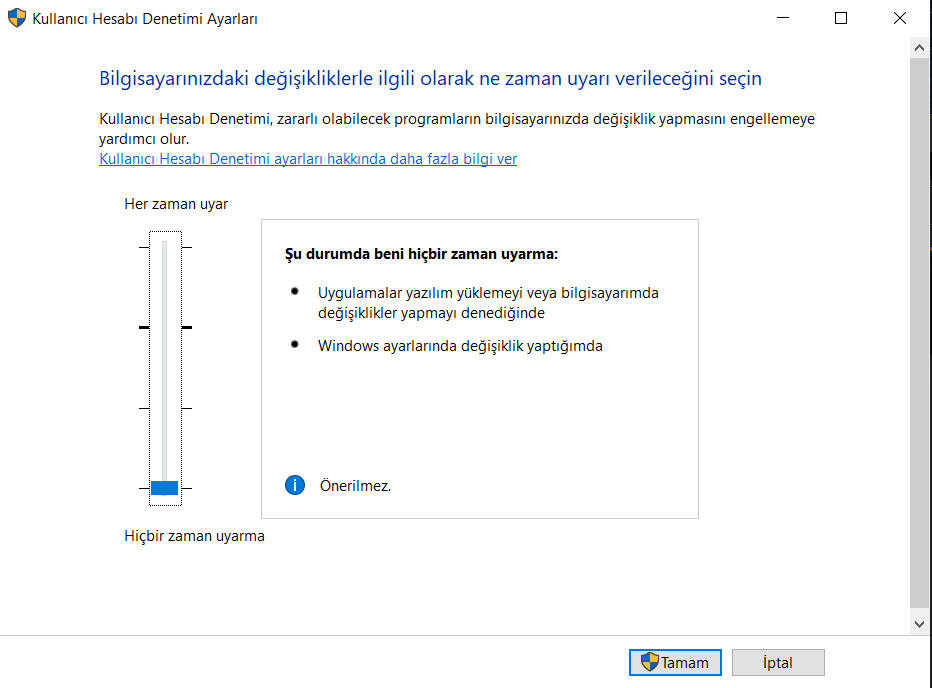 Kullanıcı Hesabı Denetimi Ayarları
Bilgisayarınızdaki değişikliklerle ilgili olarak ne zaman uyarı verileceğini seçin
Kullanıcı Hesabı Denetimi, zararlı olabilecek programların bilgisayarınızda değişiklik yapmasını engellemeye
yardımcı olur.
Kullanıcı Hesabı Denetimi ayarları hakkında daha fazla bilgi ver
Her zaman uyar
Şu durumda beni hiçbir zaman uyarma:
Uygulamalar yazılım yüklemeyi veya bilgisayarımda
değişiklikler yapmayı denediğinde
Windows ayarlarında değişiklik yaptığımda
Önerilmez.
Hiçbir zaman uyarma
Tamam
İptal